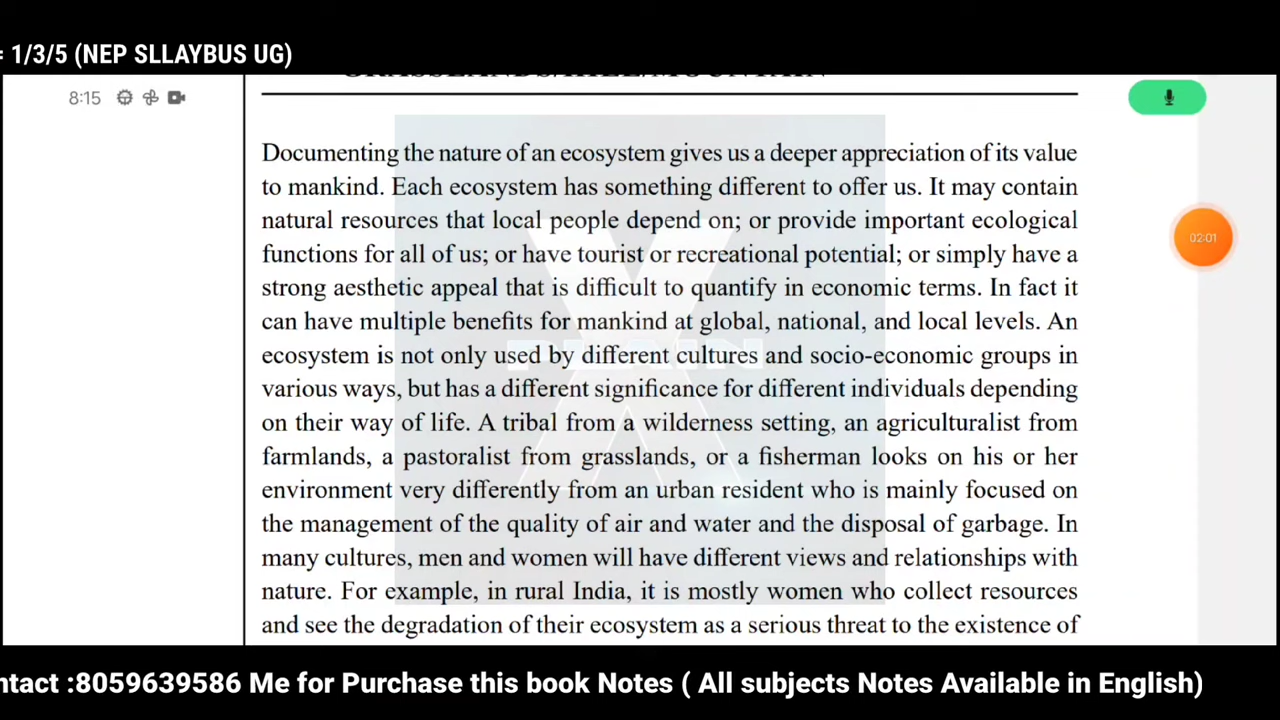 = 1/3/5 (NEP SLLAYBUS UG)
GRASSLANDS/HILL/MOUNTAIN
8:15
Documenting the nature of an ecosystem gives us a deeper appreciation of its value
to mankind. Each ecosystem has something different to offer us. It may contain
natural resources that local people depend on; or provide important ecological
functions for all of us; or have tourist or recreational potential; or simply have a
strong aesthetic appeal that is difficult to quantify in economic terms. In fact it
can have multiple benefits for mankind at global, national, and local levels. An
ecosystem is not only used by different cultures and socio-economic groups in
various ways, but has a different significance for different individuals depending
on their way of life. A tribal from a wilderness setting, an agriculturalist from
farmlands, a pastoralist from grasslands, or a fisherman looks on his or her
environment very differently from an urban resident who is mainly focused on
the management of the quality of air and water and the disposal of garbage. In
many cultures, men and women will have different views and relationships with
nature. For example, in rural India, it is mostly women who collect resources
and see the degradation of their ecosystem as a serious threat to the existence of
02:01
PLAIN
ntact :8059639586 Me for Purchase this book Notes ( All subjects Notes Available in English)